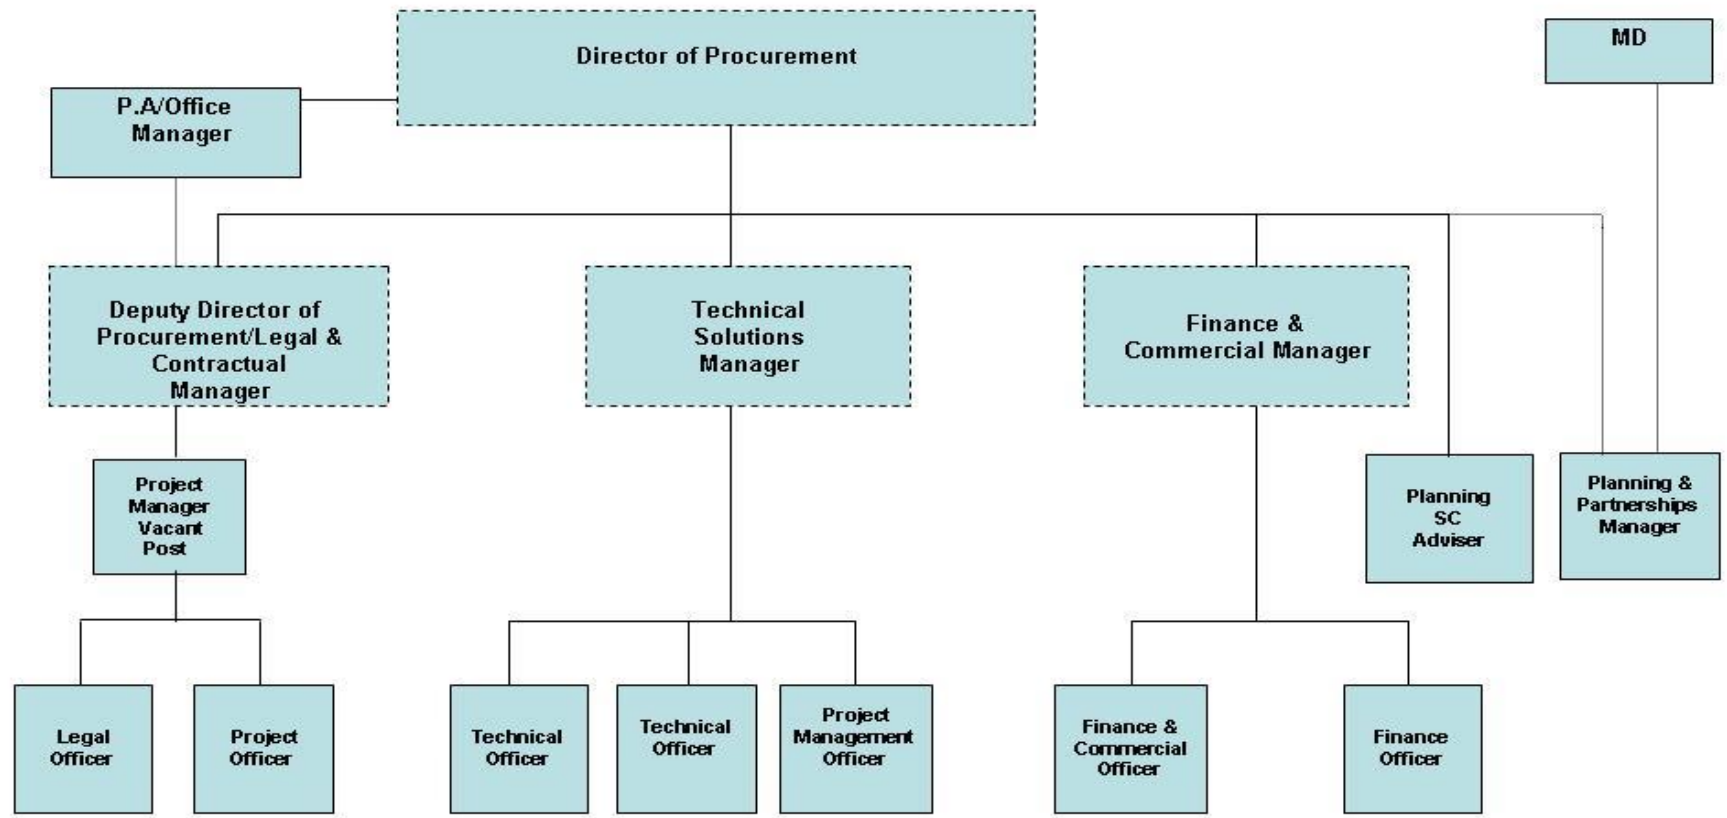 Director of Procurement
MD
P.A/Office
Manager
Deputy Director of
Procurement/Legal &
Contractual
Manager
Technical
Solutions
Manager
Finance &
Commercial Manager
Project
Manager
Vacant
Post
Planning
SC
Adviser
Planning &
Partnerships
Manager
Legal
Officer
Project
Officer
Technical
Officer
Technical
Officer
Project
Management
Officer
Finance &
Commercial
Officer
Finance
Officer